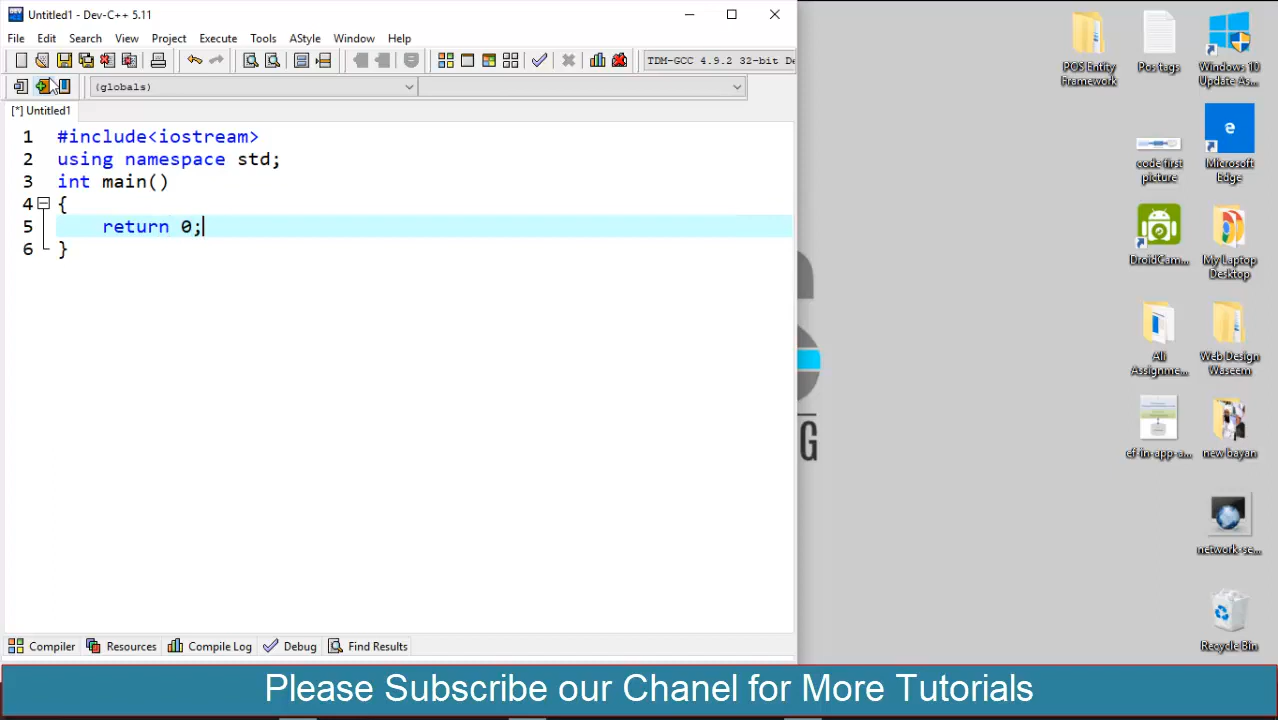 Untitled1 - Dev-C++ 5.11
File Edit Search View Project Execute Tools AStyle Window Help
TDM-GCC 4.9.2 32-bit De
(globals)
[*] Untitled1
1 #include<iostream>
2 using namespace std;
3 int main()
4 {
5 return 0;
6 }
Compiler Resources Compile Log Debug Find Results
POS Entity Framework
Pos tags
Windows 10 Update As...
code first picture
Microsoft Edge
DroidCam...
My Laptop Desktop
All Assignme...
Web Design Waseem
ef-in-app-a...
new bayan
network-se...
Recycle Bin
G
Please Subscribe our Chanel for More Tutorials